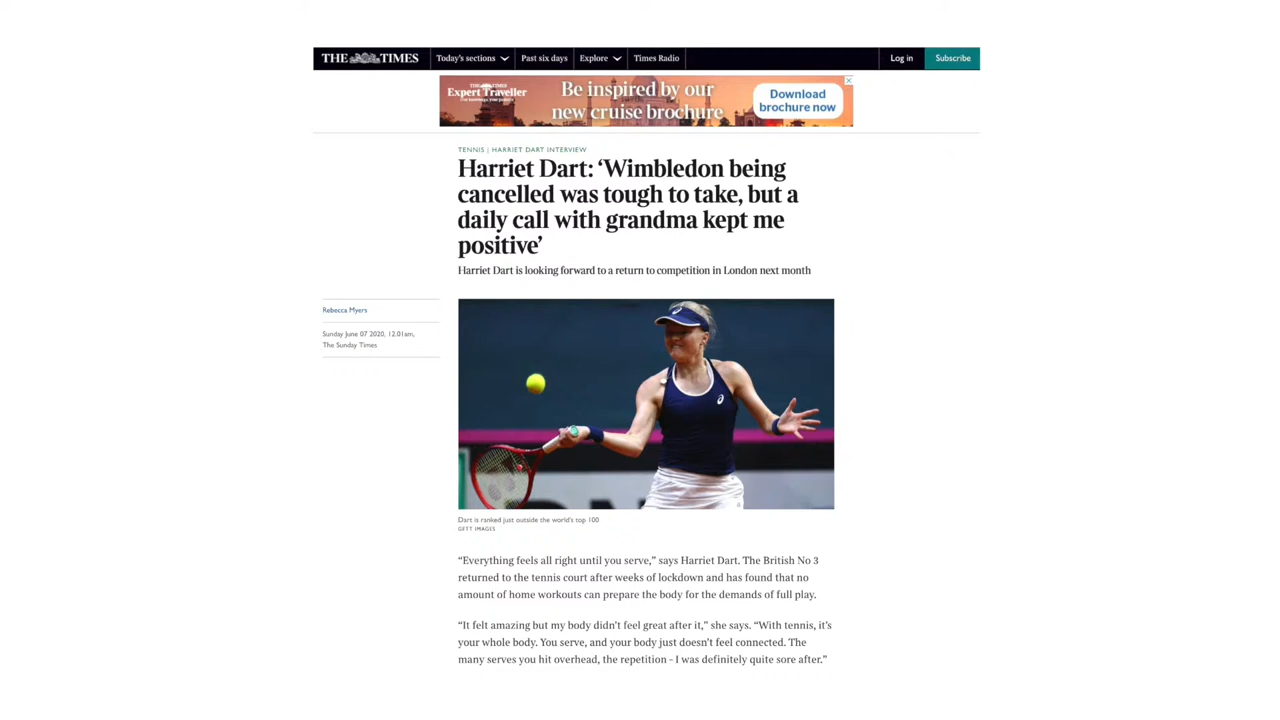 THE TIMES Today's sections Past six days Explore Times Radio Log in Subscribe
THE TIMES
Expert Traveller
Be inspired by our
new cruise brochure
Download
brochure now
TENNIS | HARRIET DART INTERVIEW
Harriet Dart: ‘Wimbledon being
cancelled was tough to take, but a
daily call with grandma kept me
positive’
Harriet Dart is looking forward to a return to competition in London next month
Rebecca Myers
Sunday June 07 2020, 12.01am,
The Sunday Times
Dart is ranked just outside the world's top 100
GETT IMAGES
“Everything feels all right until you serve,” says Harriet Dart. The British No 3
returned to the tennis court after weeks of lockdown and has found that no
amount of home workouts can prepare the body for the demands of full play.
“It felt amazing but my body didn’t feel great after it,” she says. “With tennis, it’s
your whole body. You serve, and your body just doesn’t feel connected. The
many serves you hit overhead, the repetition – I was definitely quite sore after.”